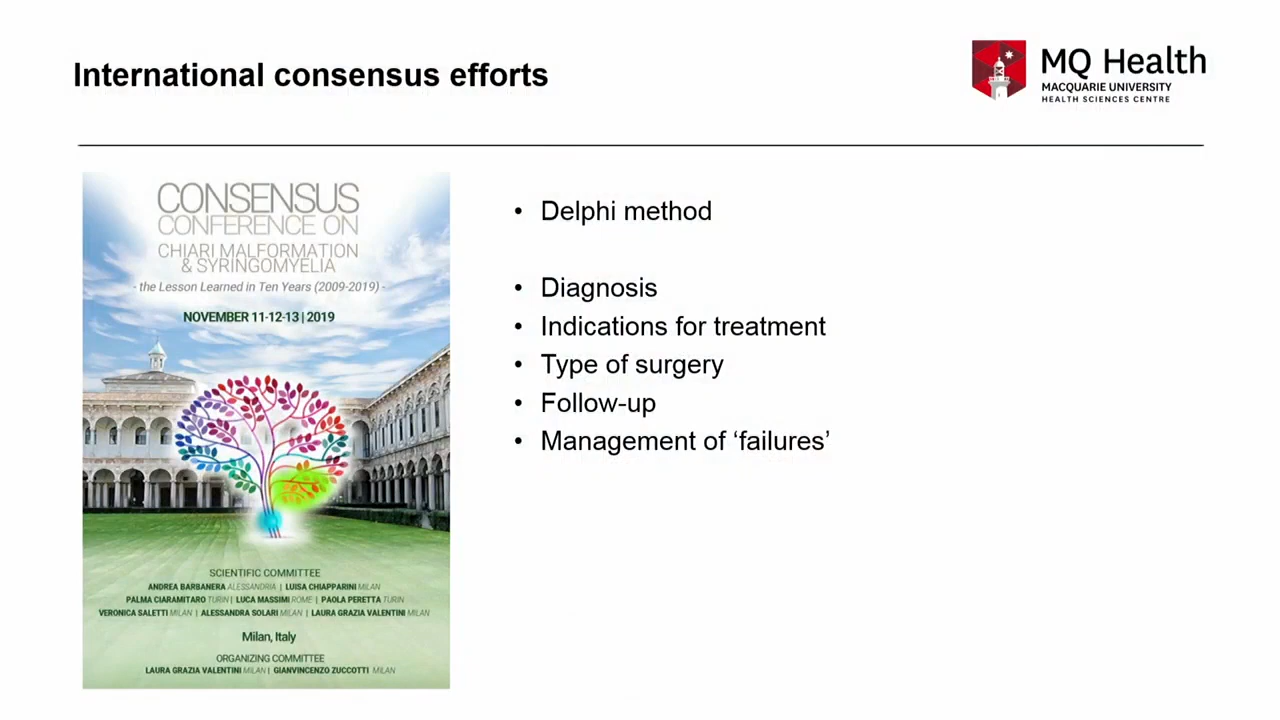 International consensus efforts
MQ Health
MACQUARIE UNIVERSITY
HEALTH SCIENCES CENTRE
CONSENSUS
CONFERENCE ON
CHIARI MALFORMATION
& SYRINGOMYELIA
- the Lesson Learned in Ten Years (2009-2019) -
NOVEMBER 11-12-13 | 2019
SCIENTIFIC COMMITTEE
ANDREA BARBANERA ALESSANDRIA | LUISA CHIAPPARINI MILAN
PALMA CIARAMITARO TURIN | LUCA MASSIMI ROME | PAOLA PERETTA TURIN
VERONICA SALETTI MILAN | ALESSANDRA SOLARI MILAN | LAURA GRAZIA VALENTINI MILAN
Milan, Italy
ORGANIZING COMMITTEE
LAURA GRAZIA VALENTINI MILAN | GIANVINCENZO ZUCCOTTI MILAN
• Delphi method
• Diagnosis
• Indications for treatment
• Type of surgery
• Follow-up
• Management of ‘failures’